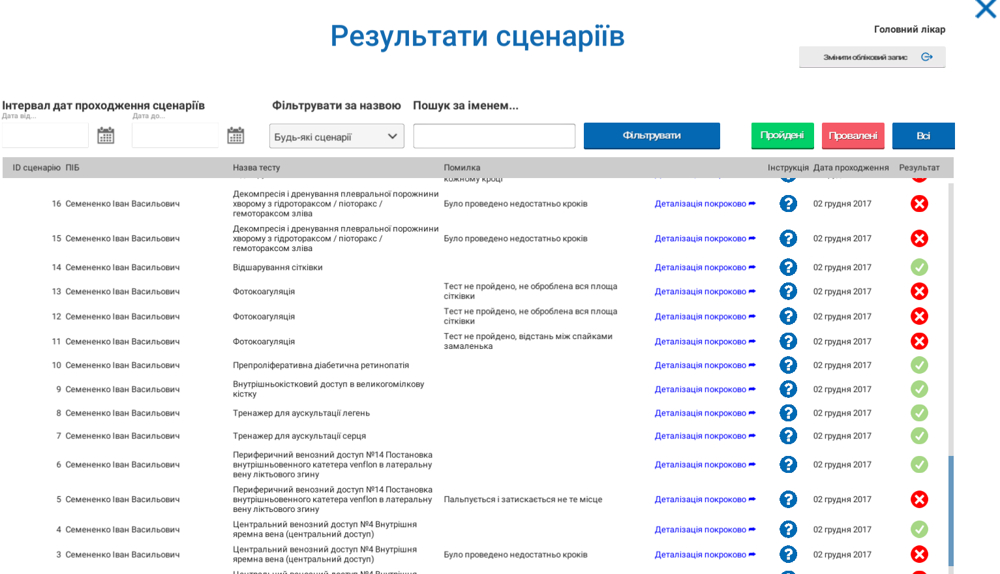 Результати сценаріїв
Головний лікар
Змінити обліковий запис
Інтервал дат проходження сценаріїв
Фільтрувати за назвою
Пошук за іменем...
Дата від...
Дата до...
Будь-які сценарії
Фільтрувати
Пройдені
Провалені
Всі
ID сценарію ПІБ Назва тесту Помилка Інструкція Дата проходження Результат
кожному кроці
16 Семененко Іван Васильович
Декомпресія і дренування плевральної порожнини
хворому з гідротораксом / піоторакс /
гемотораксом зліва
Було проведено недостатньо кроків
Деталізація покроково
02 грудня 2017
15 Семененко Іван Васильович
Декомпресія і дренування плевральної порожнини
хворому з гідротораксом / піоторакс /
гемотораксом зліва
Було проведено недостатньо кроків
Деталізація покроково
02 грудня 2017
14 Семененко Іван Васильович
Відшарування сітківки
Деталізація покроково
02 грудня 2017
13 Семененко Іван Васильович
Фотокоагуляція
Тест не пройдено, не оброблена вся площа
сітківки
Деталізація покроково
02 грудня 2017
12 Семененко Іван Васильович
Фотокоагуляція
Тест не пройдено, не оброблена вся площа
сітківки
Деталізація покроково
02 грудня 2017
11 Семененко Іван Васильович
Фотокоагуляція
Тест не пройдено, відстань між спайками
замаленька
Деталізація покроково
02 грудня 2017
10 Семененко Іван Васильович
Препроліферативна діабетична ретинопатія
Деталізація покроково
02 грудня 2017
9 Семененко Іван Васильович
Внутрішньокістковий доступ в великогомілкову
кістку
Деталізація покроково
02 грудня 2017
8 Семененко Іван Васильович
Тренажер для аускультації легень
Деталізація покроково
02 грудня 2017
7 Семененко Іван Васильович
Тренажер для аускультації серця
Деталізація покроково
02 грудня 2017
6 Семененко Іван Васильович
Периферичний венозний доступ №14 Постановка
внутрішньовенного катетера venflon в латеральну
вену ліктьового згину
Деталізація покроково
02 грудня 2017
5 Семененко Іван Васильович
Периферичний венозний доступ №14 Постановка
внутрішньовенного катетера venflon в латеральну
вену ліктьового згину
Пальпується і затискається не те місце
Деталізація покроково
02 грудня 2017
4 Семененко Іван Васильович
Центральний венозний доступ №4 Внутрішня
яремна вена (центральний доступ)
Деталізація покроково
02 грудня 2017
3 Семененко Іван Васильович
Центральний венозний доступ №4 Внутрішня
яремна вена (центральний доступ)
Було проведено недостатньо кроків
Деталізація покроково
02 грудня 2017
Центральний венозний доступ №4 Внутрішня